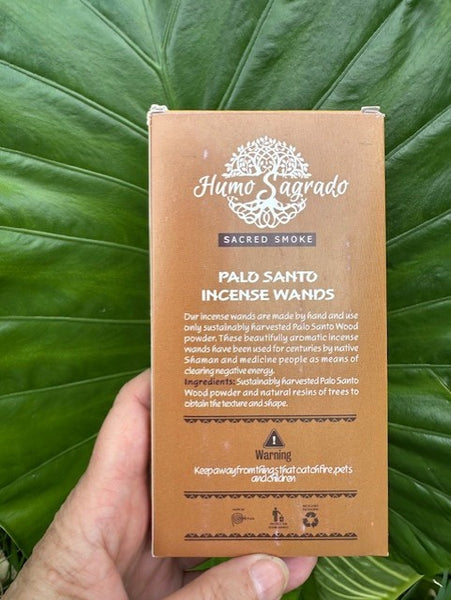 Humo Sagrado
SACRED SMOKE
PALO SANTO
INCENSE WANDS
Our incense wands are made by hand and use
only sustainably harvested Palo Santo Wood
powder. These beautifully aromatic incense
wands have been used for centuries by native
Shaman and medicine people as means of
clearing negative energy.
Ingredients: Sustainably harvested Palo Santo
Wood powder and natural resins of trees to
obtain the texture and shape.
Warning
Keep away from things that catch fire, pets
and children